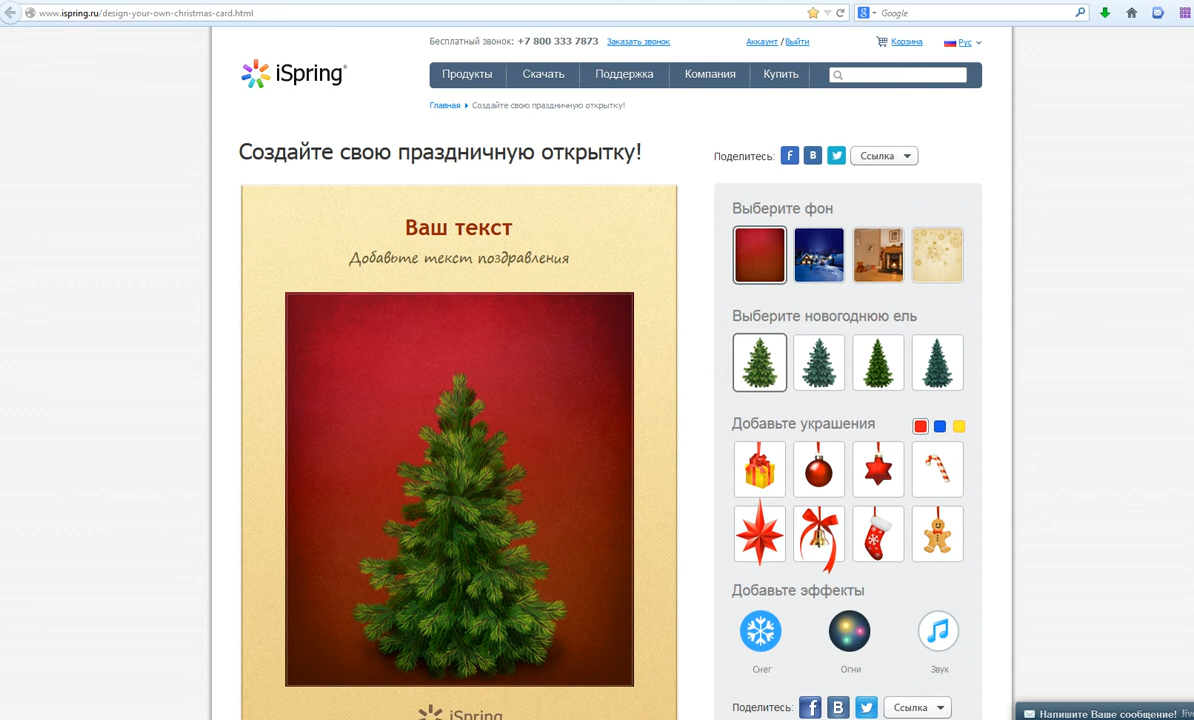 www.ispring.ru/design-your-own-christmas-card.html
Google
Бесплатный звонок: +7 800 333 7873 Заказать звонок
Аккаунт / Выйти
Корзина
Рус
iSpring
Продукты Скачать Поддержка Компания Купить
Главная Создайте свою праздничную открытку!
Создайте свою праздничную открытку!
Поделитесь: Ссылка
Ваш текст
Добавьте текст поздравления
Выберите фон
Выберите новогоднюю ель
Добавьте украшения
Добавьте эффекты
Снег Огни Звук
Поделитесь: Ссылка
iSpring
Напишите Ваше сообщение!